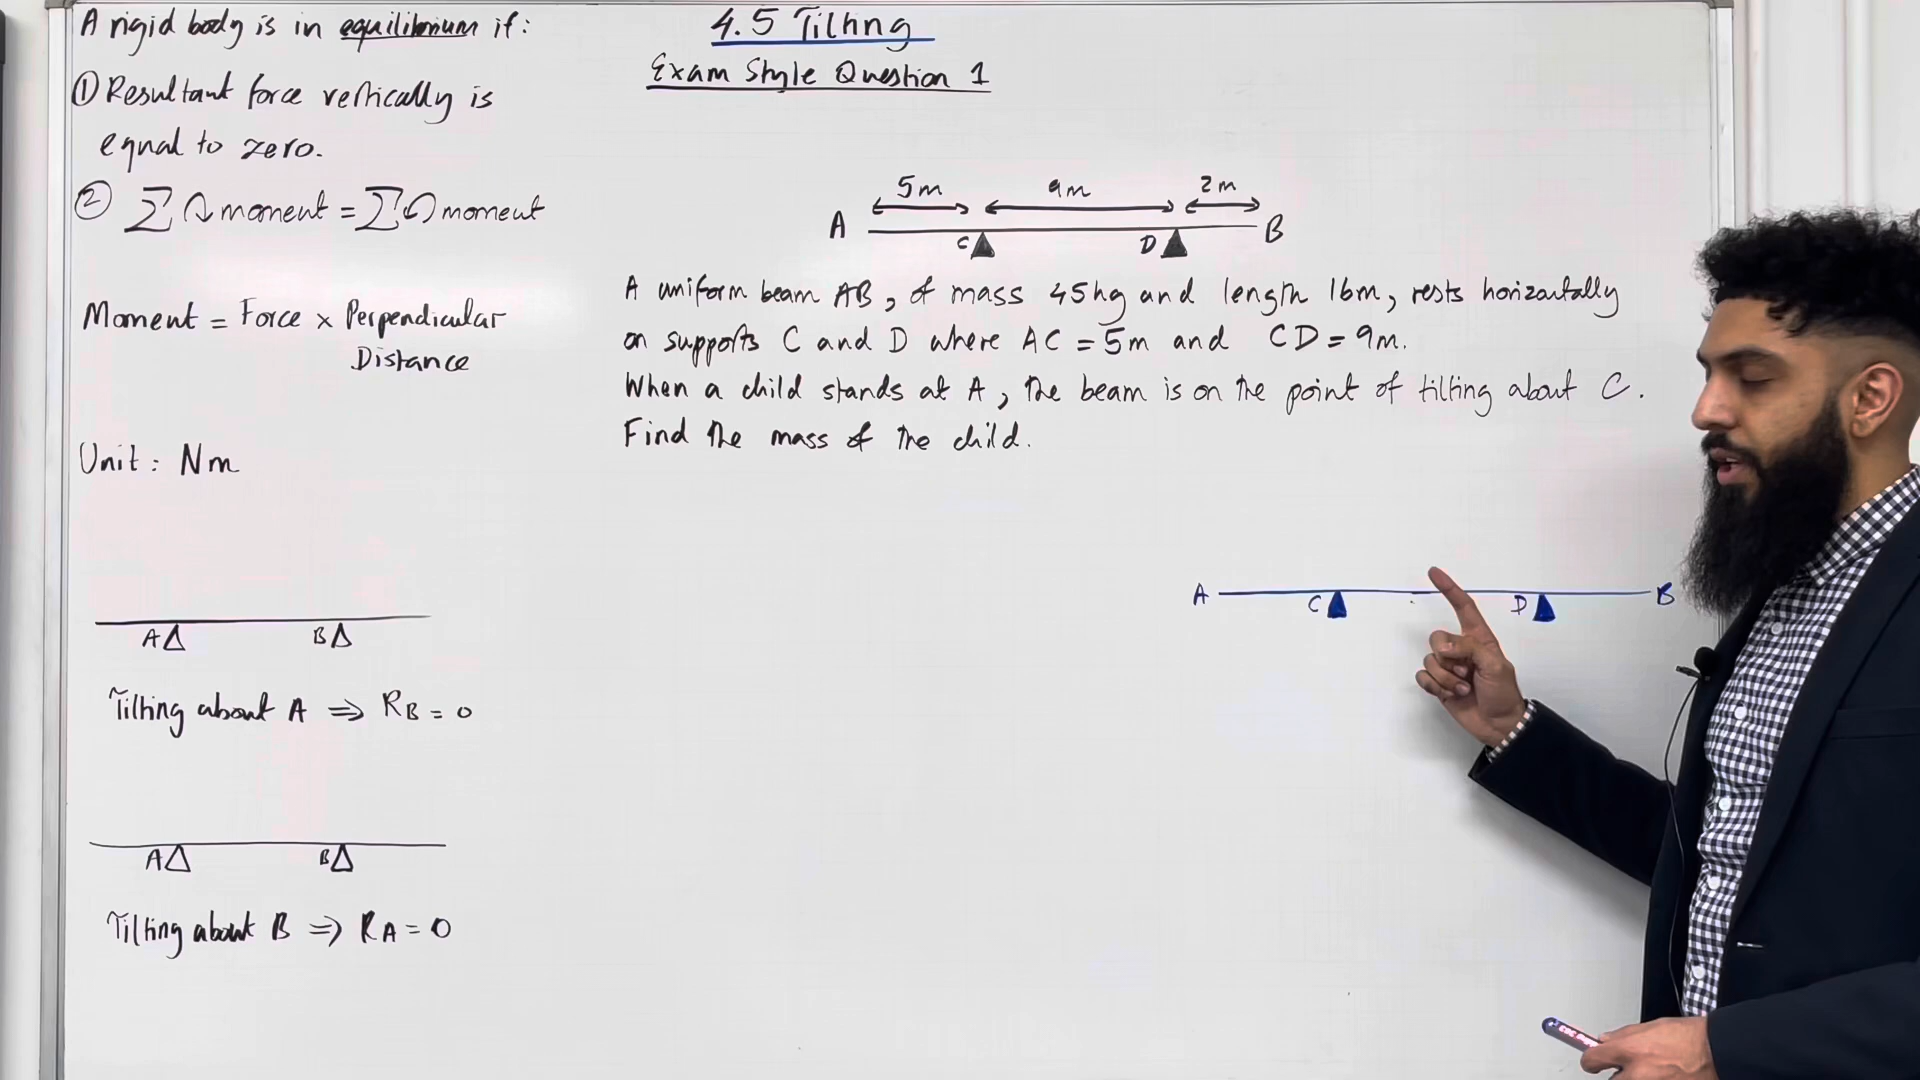 A rigid body is in equilibrium if:
① Resultant force vertically is
equal to zero.
② ∑ ↻ moment = ∑ ↺ moment
Moment = Force × Perpendicular
Distance
Unit: Nm
A B
Tilting about A ⇒ R_B = 0
A B
Tilting about B ⇒ R_A = 0
4.5 Tilting
Exam Style Question 1
5m 9m 2m
A C D B
A uniform beam AB, of mass 45kg and length 16m, rests horizontally
on supports C and D where AC = 5m and CD = 9m.
When a child stands at A, the beam is on the point of tilting about C.
Find the mass of the child.
A C D B